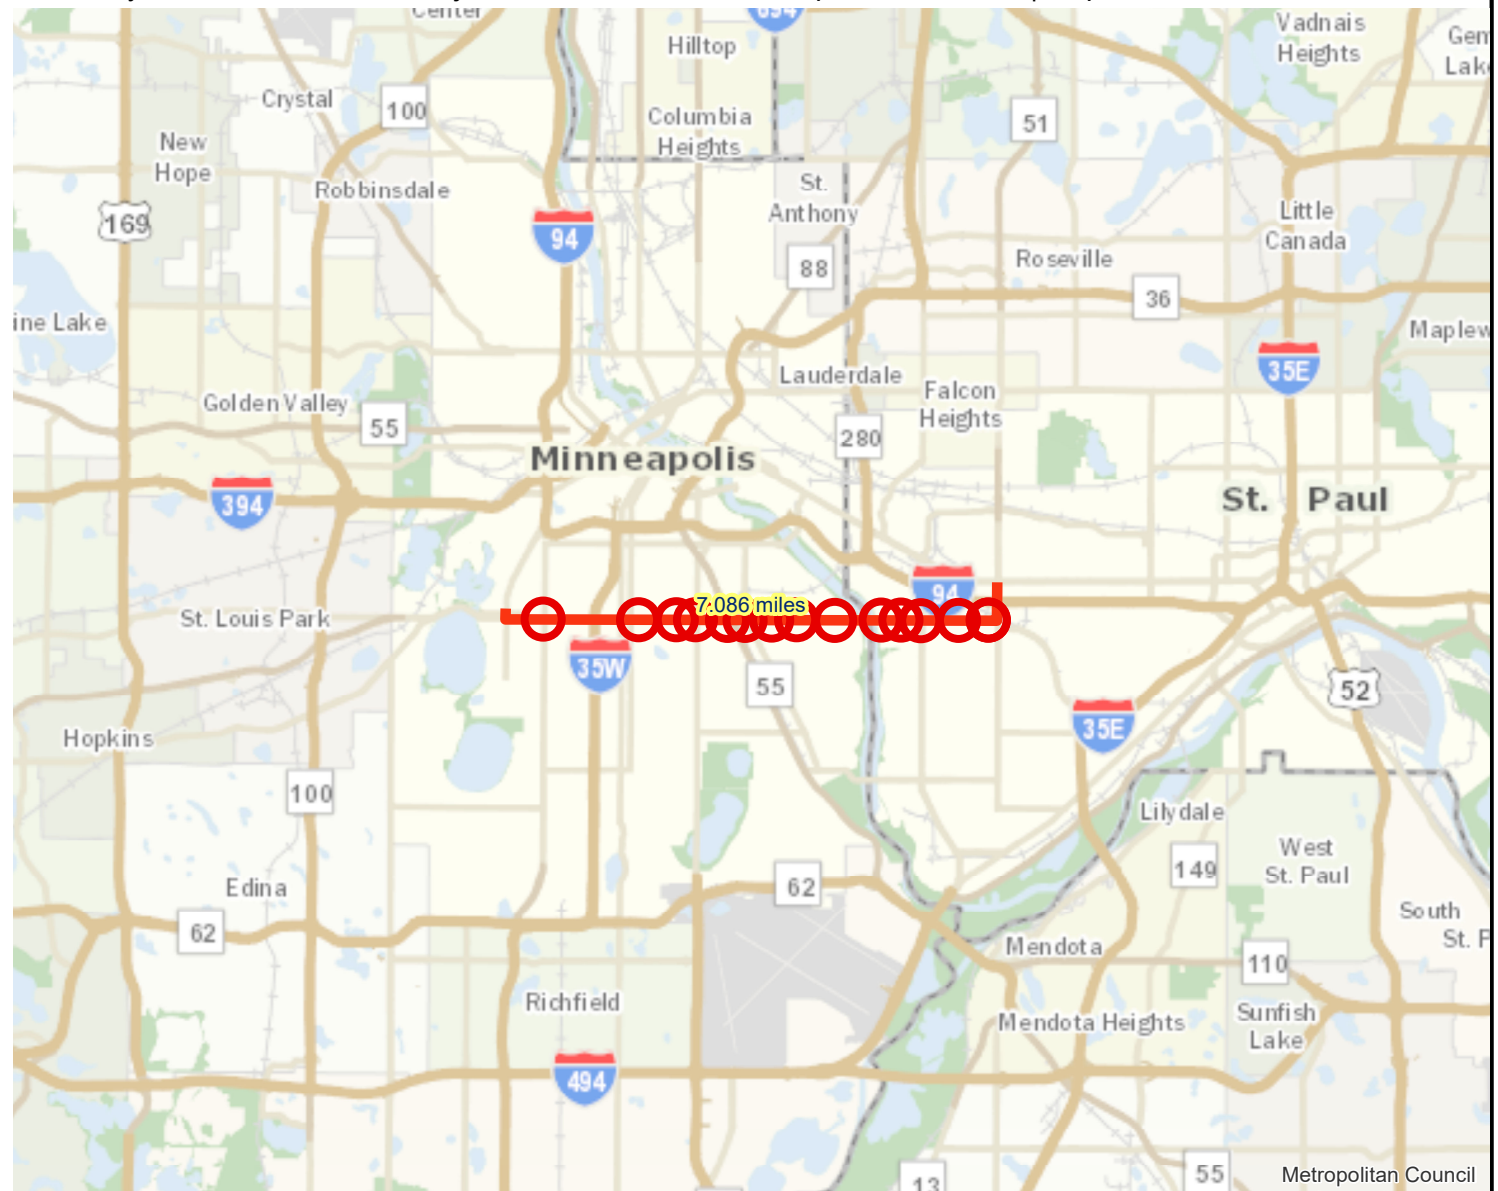 Center
694
Hilltop
Vadnais
Heights
Gem
Lake
Crystal
100
Columbia
Heights
51
New
Hope
Robbinsdale
St.
Anthony
169
94
88
Little
Canada
Roseville
36
ine Lake
Maplew
35E
Lauderdale
Falcon
Heights
Golden Valley
55
280
Minneapolis
394
St. Paul
94
7.086 miles
St. Louis Park
35W
55
52
35E
Hopkins
100
Lilydale
149
West
St. Paul
Edina
62
62
South
St. P
Mendota
110
Richfield
Mendota Heights
Sunfish
Lake
494
13
55
Metropolitan Council